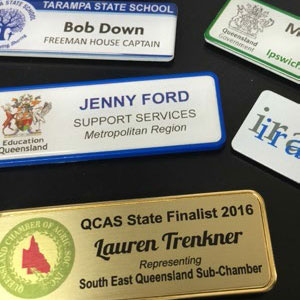 TARAMPA STATE SCHOOL
Bob Down
FREEMAN HOUSE CAPTAIN
Queensland
Government
M
Ipswich
JENNY FORD
SUPPORT SERVICES
Metropolitan Region
Education
Queensland
QCAS State Finalist 2016
Lauren Trenkner
Representing
South East Queensland Sub-Chamber